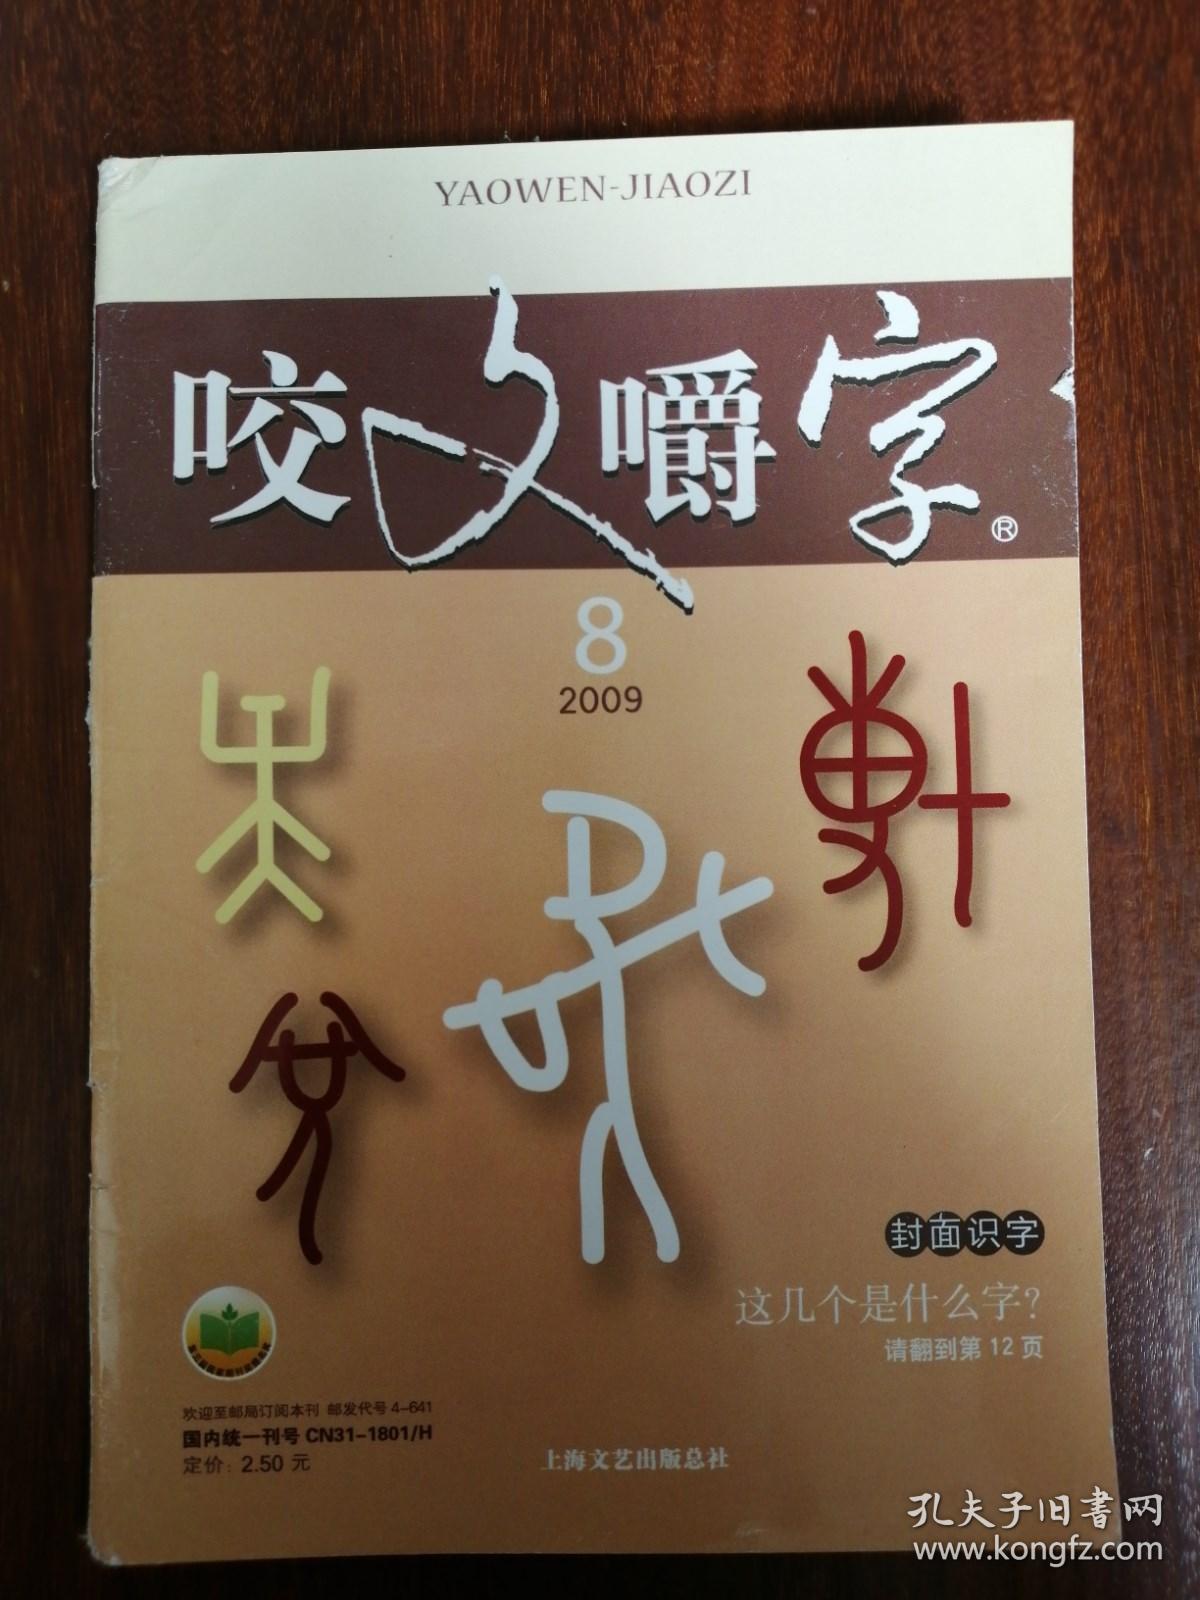 YAOWEN-JIAOZI
咬文嚼字®
8
2009
封面识字
这几个是什么字?
请翻到第 12 页
欢迎至邮局订阅本刊 邮发代号 4-641
国内统一刊号 CN31-1801/H
定价: 2.50 元
上海文艺出版总社
孔夫子旧书网
www.kongfz.com